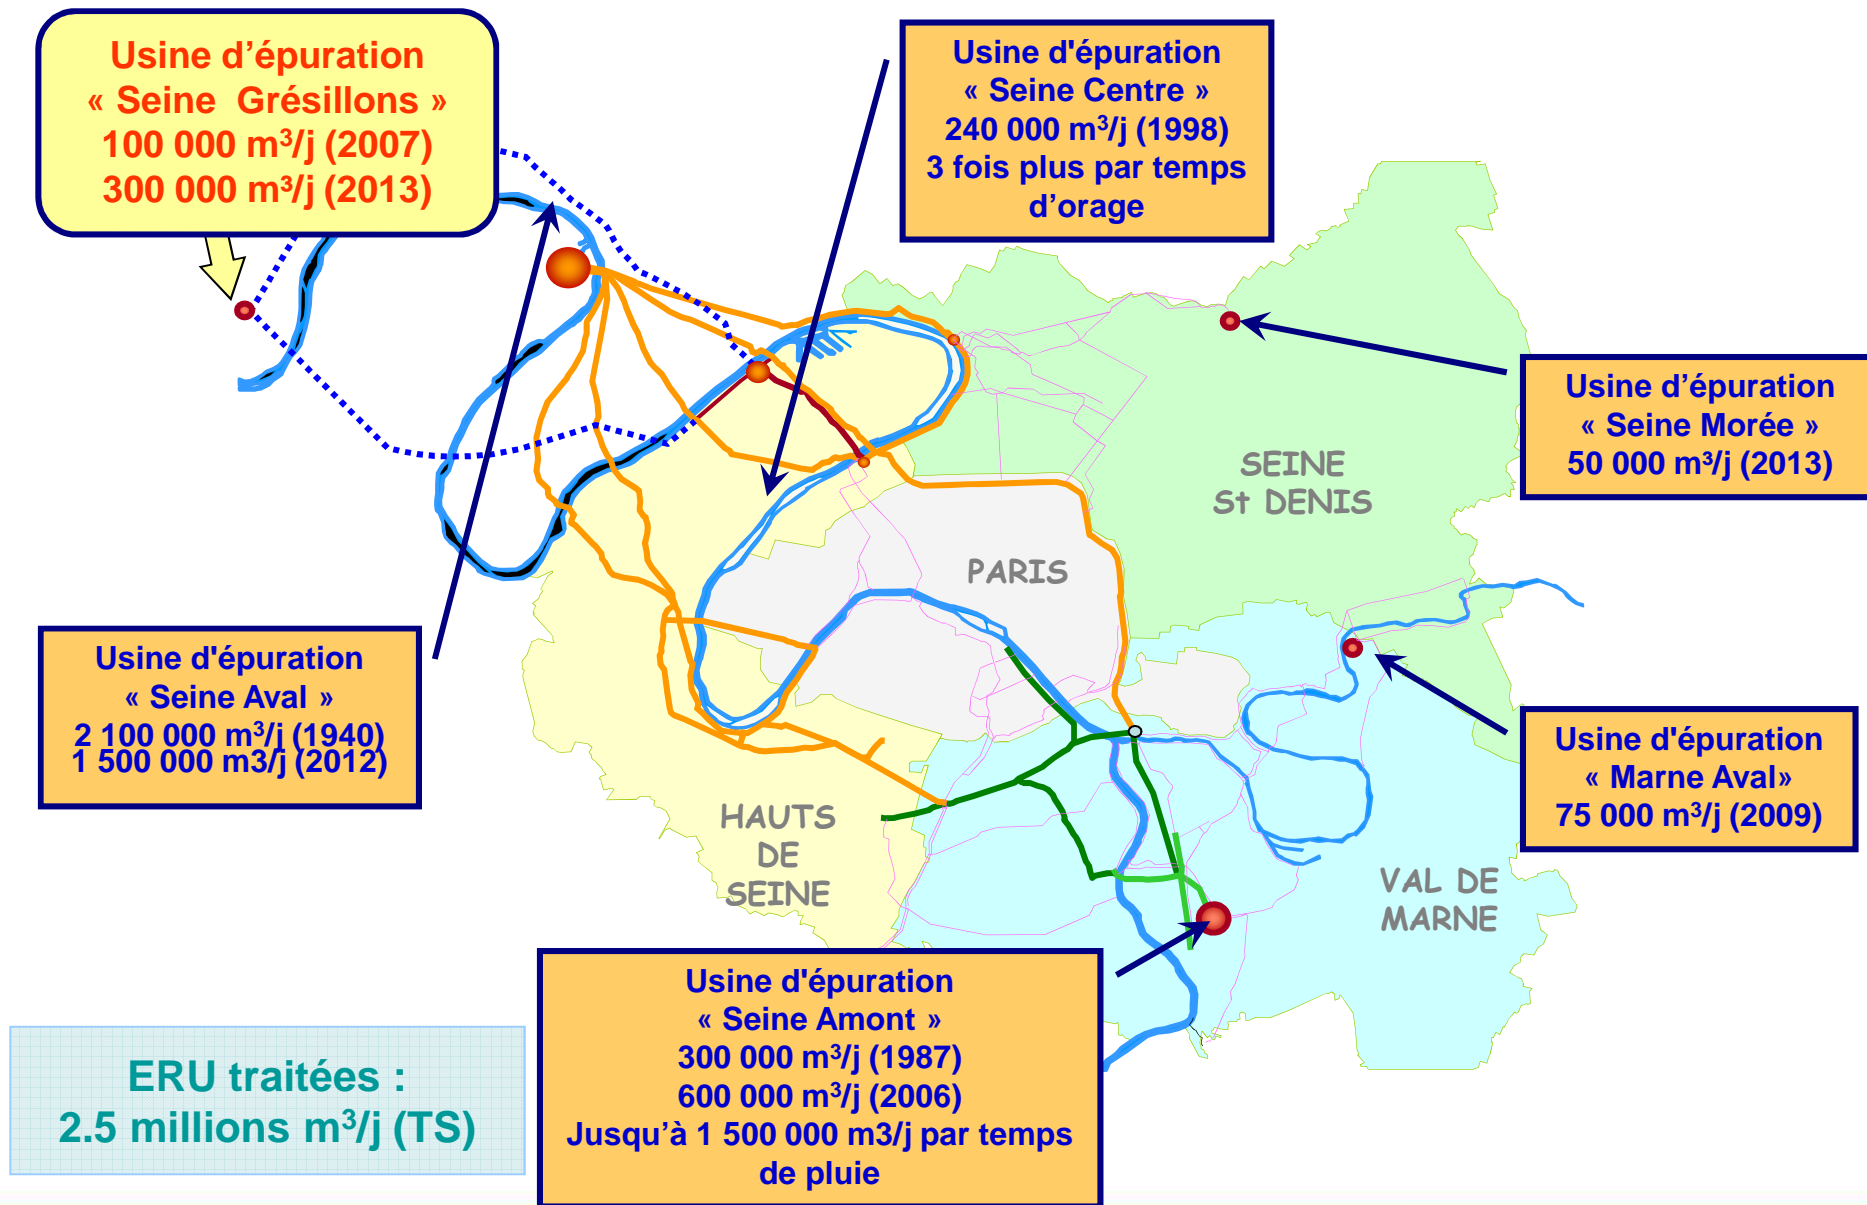 Usine d’épuration
« Seine Grésillons »
100 000 m³/j (2007)
300 000 m³/j (2013)
Usine d'épuration
« Seine Centre »
240 000 m³/j (1998)
3 fois plus par temps
d’orage
Usine d’épuration
« Seine Morée »
50 000 m³/j (2013)
SEINE
St DENIS
PARIS
Usine d'épuration
« Seine Aval »
2 100 000 m³/j (1940)
1 500 000 m3/j (2012)
Usine d'épuration
« Marne Aval»
75 000 m³/j (2009)
HAUTS
DE
SEINE
VAL DE
MARNE
Usine d'épuration
« Seine Amont »
300 000 m³/j (1987)
600 000 m³/j (2006)
Jusqu’à 1 500 000 m3/j par temps
de pluie
ERU traitées :
2.5 millions m³/j (TS)